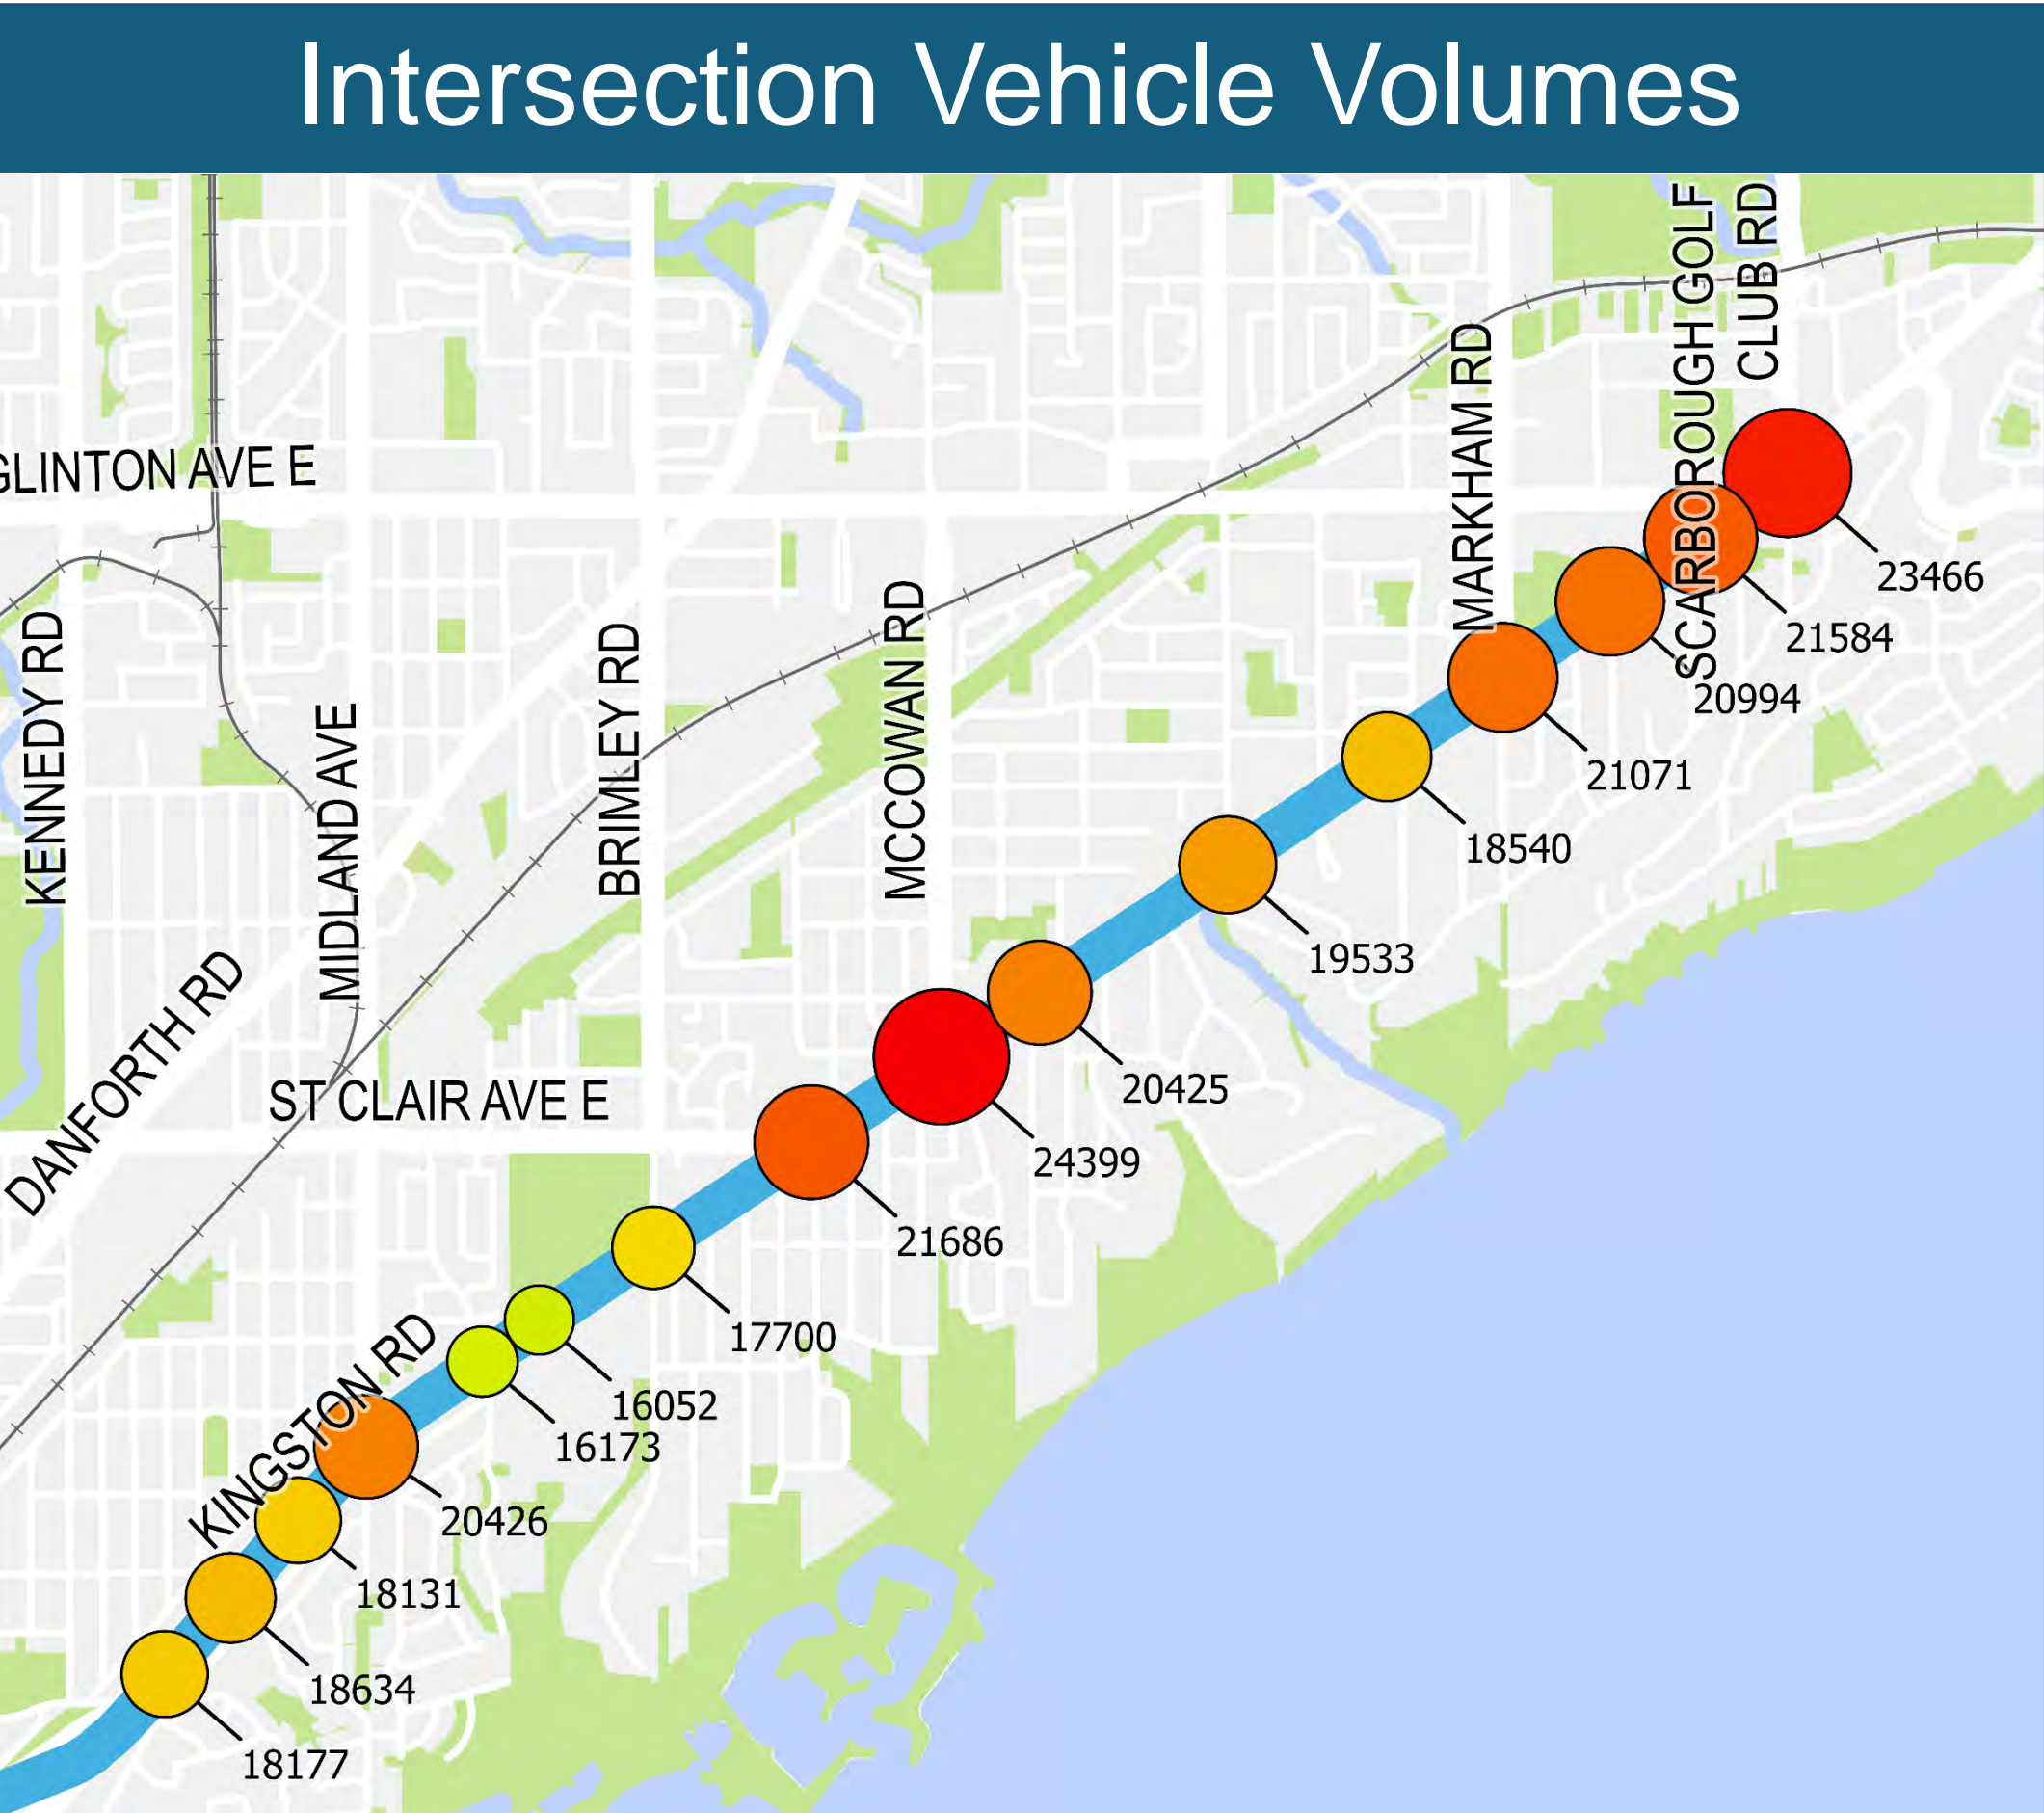 Intersection Vehicle Volumes
SCARBOROUGH GOLF
CLUB RD
MARKHAM RD
GLINTON AVE E
23466
21584
20994
KENNEDY RD
MIDLAND AVE
BRIMLEY RD
MCCOWAN RD
21071
18540
19533
DANFORTH RD
ST CLAIR AVE E
20425
24399
21686
17700
KINGSTON RD
16052
16173
20426
18131
18634
18177